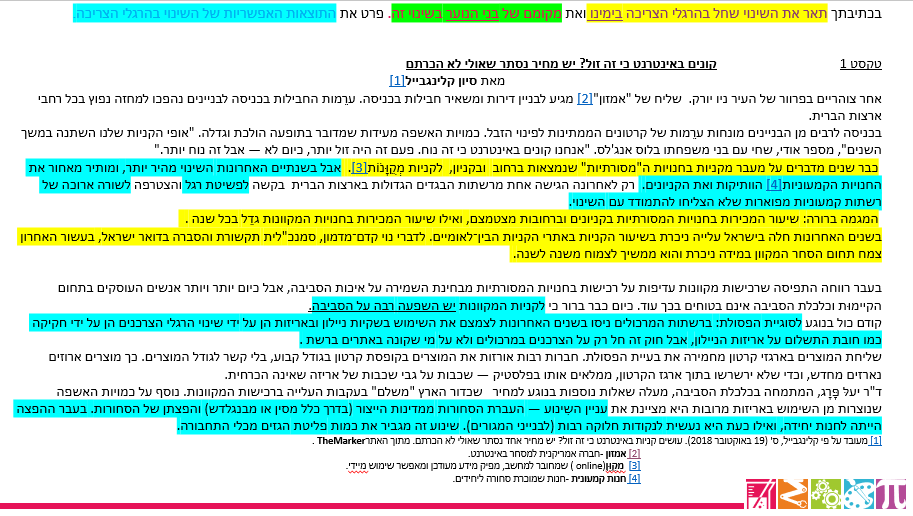 בכתיבתך תאר את השינוי שחל בהרגלי הצריכה בימינו ואת מקומם של בני הנוער בשינוי זה. פרט את התוצאות האפשריות של השינוי בהרגלי הצריכה.
טקסט 1 קונים באינטרנט כי זה זול? יש מחיר נסתר שאולי לא הכרתם
מאת סיון קלינגבייל[1]
אחר צוהריים בפרוור של העיר ניו יורק. שליח של "אמזון"[2] מגיע לבניין דירות ומשאיר חבילות בכניסה. ערֵמות החבילות בכניסה לבניינים נהפכו למחזה נפוץ בכל רחבי
ארצות הברית.
בכניסה לרבים מן הבניינים מונחות ערֵמות של קרטונים הממתינות לפינוי הזבל. כמויות האשפה מעידות שמדובר בתופעה הולכת וגדלה. "אופי הקניות שלנו השתנה במשך
השנים", מספר אודי, שחי עם בני משפחתו בלוס אנג'לס. "אנחנו קונים באינטרנט כי זה נוח. פעם זה היה זול יותר, כיום לא — אבל זה נוח יותר."
כבר שנים מדברים על מעבר מקניות בחנויות ה"מסורתיות" שנמצאות ברחוב ובקניון, לקניות מְקֻוָּנוֹת[3]. אבל בשנתיים האחרונות השינוי מהיר יותר, ומותיר מאחור את
החנויות הקמעוניות[4] הוותיקות ואת הקניונים. רק לאחרונה הגישה אחת מרשתות הבגדים הגדולות בארצות הברית בקשה לפשיטת רגל והצטרפה לשורה ארוכה של
רשתות קמעוניות מפוארות שלא הצליחו להתמודד עם השינוי.
המגמה ברורה: שיעור המכירות בחנויות המסורתיות בקניונים וברחובות מצטמצם, ואילו שיעור המכירות בחנויות המקוונות גדֵל בכל שנה .
בשנים האחרונות חלה בישראל עלייה ניכרת בשיעור הקניות באתרי הקניות הבין־לאומיים. לדברי נוי קדם־מדמון, סמנכ"לית תקשורת והסברה בדואר ישראל, בעשור האחרון
צמח תחום הסחר המקוון במידה ניכרת והוא ממשיך לצמוח משנה לשנה.
בעבר רווחה התפיסה שרכישות מקוונות עדיפות על רכישות בחנויות המסורתיות מבחינת השמירה על איכות הסביבה, אבל כיום יותר ויותר אנשים העוסקים בתחום
הקיימוּת וכלכלת הסביבה אינם בטוחים בכך עוד. כיום כבר ברור כי לקניות המקוונות יש השפעה רבה על הסביבה.
קודם כול בנוגע לסוגיית הפסולת: ברשתות המרכולים ניסו בשנים האחרונות לצמצם את השימוש בשקיות ניילון ובאריזות הן על ידי שינוי הרגלי הצרכנים הן על ידי חקיקה
כמו חובת התשלום על אריזות הניילון, אבל חוק זה חל רק על הצרכנים במרכולים ולא על מי שקונה באתרים ברשת .
שליחת המוצרים בארגזי קרטון מחמירה את בעיית הפסולת. חברות רבות אורזות את המוצרים בקופסת קרטון בגודל קבוע, בלי קשר לגודל המוצרים. כך מוצרים ארוזים
נארזים מחדש, וכדי שלא ירשרשו בתוך ארגז הקרטון, ממלאים אותו בפלסטיק — שכבות על גבי שכבות של אריזה שאינה הכרחית.
ד"ר יעל פָּרָג, המתמחה בכלכלת הסביבה, מעלה שאלות נוספות בנוגע למחיר שכדור הארץ "משלם" בעקבות העלייה ברכישות המקוונות. נוסף על כמויות האשפה
שנוצרות מן השימוש באריזות מרובות היא מציינת את עניין השִינוע — העברת הסחורות ממדינות הייצור (בדרך כלל מסין או מבנגלדש) והפצתן של הסחורות. בעבר ההפצה
הייתה לחנות יחידה, ואילו כעת היא נעשית לנקודות חלוקה רבות (לבנייני המגורים). שינוע זה מגביר את כמות פליטת הגזים מכלי התחבורה.
[1] מעובד על פי קלינגבייל, ס' (19 באוקטובר 2018). עושים קניות באינטרנט כי זה זול? יש מחיר אחד נסתר שאולי לא הכרתם. מתוך האתרTheMarker .
[2] אמזון -חברה אמריקנית למסחר באינטרנט.
[3] מקוון(online ) שמחובר למחשב, מפיק מידע מעודכן ומאפשר שימוש מיידי.
[4] חנות קמעונית -חנות שמוכרת סחורה ליחידים.